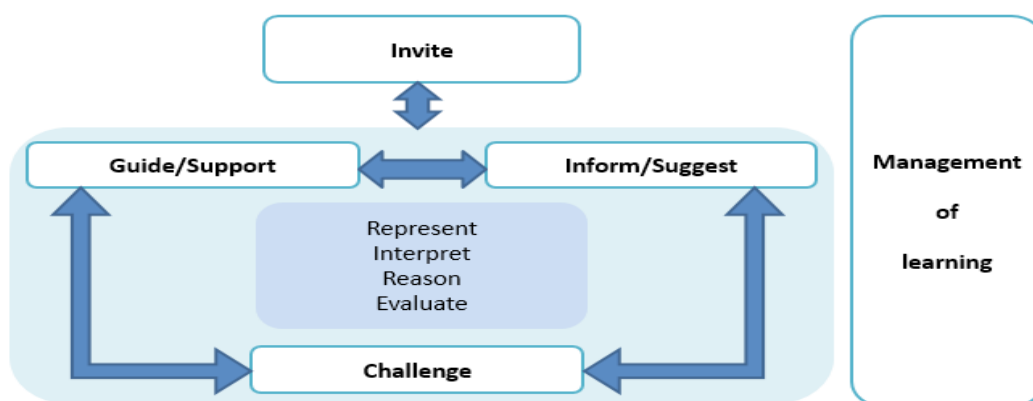 Invite
Guide/Support
Inform/Suggest
Represent
Interpret
Reason
Evaluate
Challenge
Management
of
learning